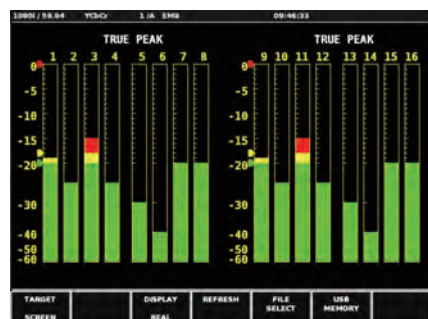 1080i / 59.94 YCbCr 1 /A EMB 09:46:33
TRUE PEAK TRUE PEAK
1 2 3 4 5 6 7 8 9 10 11 12 13 14 15 16
0 0
-5 -5
-10 -10
-15 -15
-20 -20
-30 -30
-40 -40
-50 -50
-60 -60
TARGET DISPLAY REFRESH FILE USB
SELECT MEMORY
SCREEN REAL